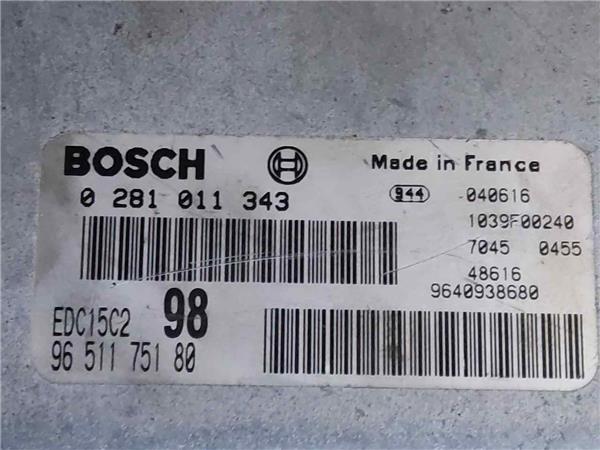 BOSCH
Made in France
0 281 011 343
944 040616
1039F00240
7045 0455
48616
9640938680
EDC15C2 98
96 511 751 80